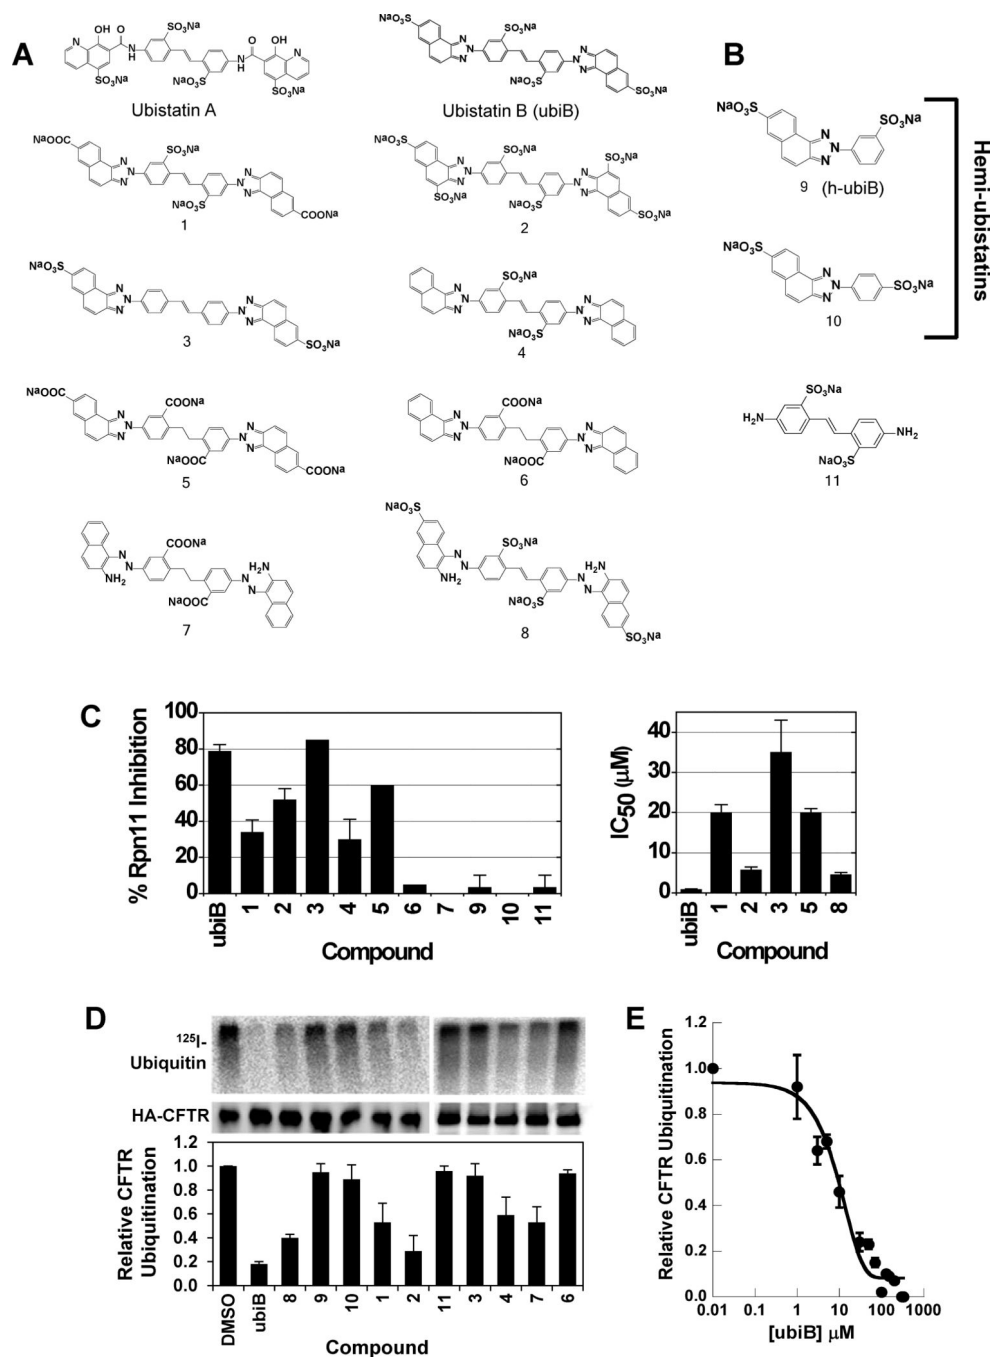 A
B
NaO₃S
SO₃Na
OH
O
N
N
H
SO₃Na
SO₃Na
H
N
O
OH
N
SO₃Na
Ubistatin A
NaO₃S
SO₃Na
N
N
N
N
N
N
SO₃Na
SO₃Na
Ubistatin B (ubiB)
NaO₃S
SO₃Na
N
N
N
9 (h-ubiB)
NaOOC
SO₃Na
N
N
N
N
N
N
SO₃Na
COONa
1
NaO₃S
SO₃Na
SO₃Na
N
N
N
N
N
N
SO₃Na
SO₃Na
SO₃Na
2
NaO₃S
N
N
N
SO₃Na
10
Hemi-ubistatins
NaO₃S
N
N
N
N
N
N
SO₃Na
3
SO₃Na
N
N
N
N
N
N
SO₃Na
4
NaOOC
COONa
N
N
N
N
N
N
NaOOC
COONa
5
COONa
N
N
N
N
N
N
NaOOC
6
SO₃Na
H₂N
NH₂
NaO₃S
11
COONa
N
N
NH₂
H₂N
N
N
NaOOC
7
NaO₃S
SO₃Na
N
N
NH₂
H₂N
N
N
NaO₃S
SO₃Na
8
C
% Rpn11 Inhibition
100
80
60
40
20
0
ubiB 1 2 3 4 5 6 7 9 10 11
Compound
IC50 (μM)
40
30
20
10
0
ubiB 1 2 3 5 8
Compound
D
¹²⁵I-
Ubiquitin
HA-CFTR
Relative CFTR
Ubiquitination
1.2
1.0
0.8
0.6
0.4
0.2
0.0
DMSO ubiB 8 9 10 1 2 11 3 4 7 6
Compound
E
Relative CFTR Ubiquitination
1.2
1.0
0.8
0.6
0.4
0.2
0.0
0.01 0.1 1 10 100 1000
[ubiB] μM